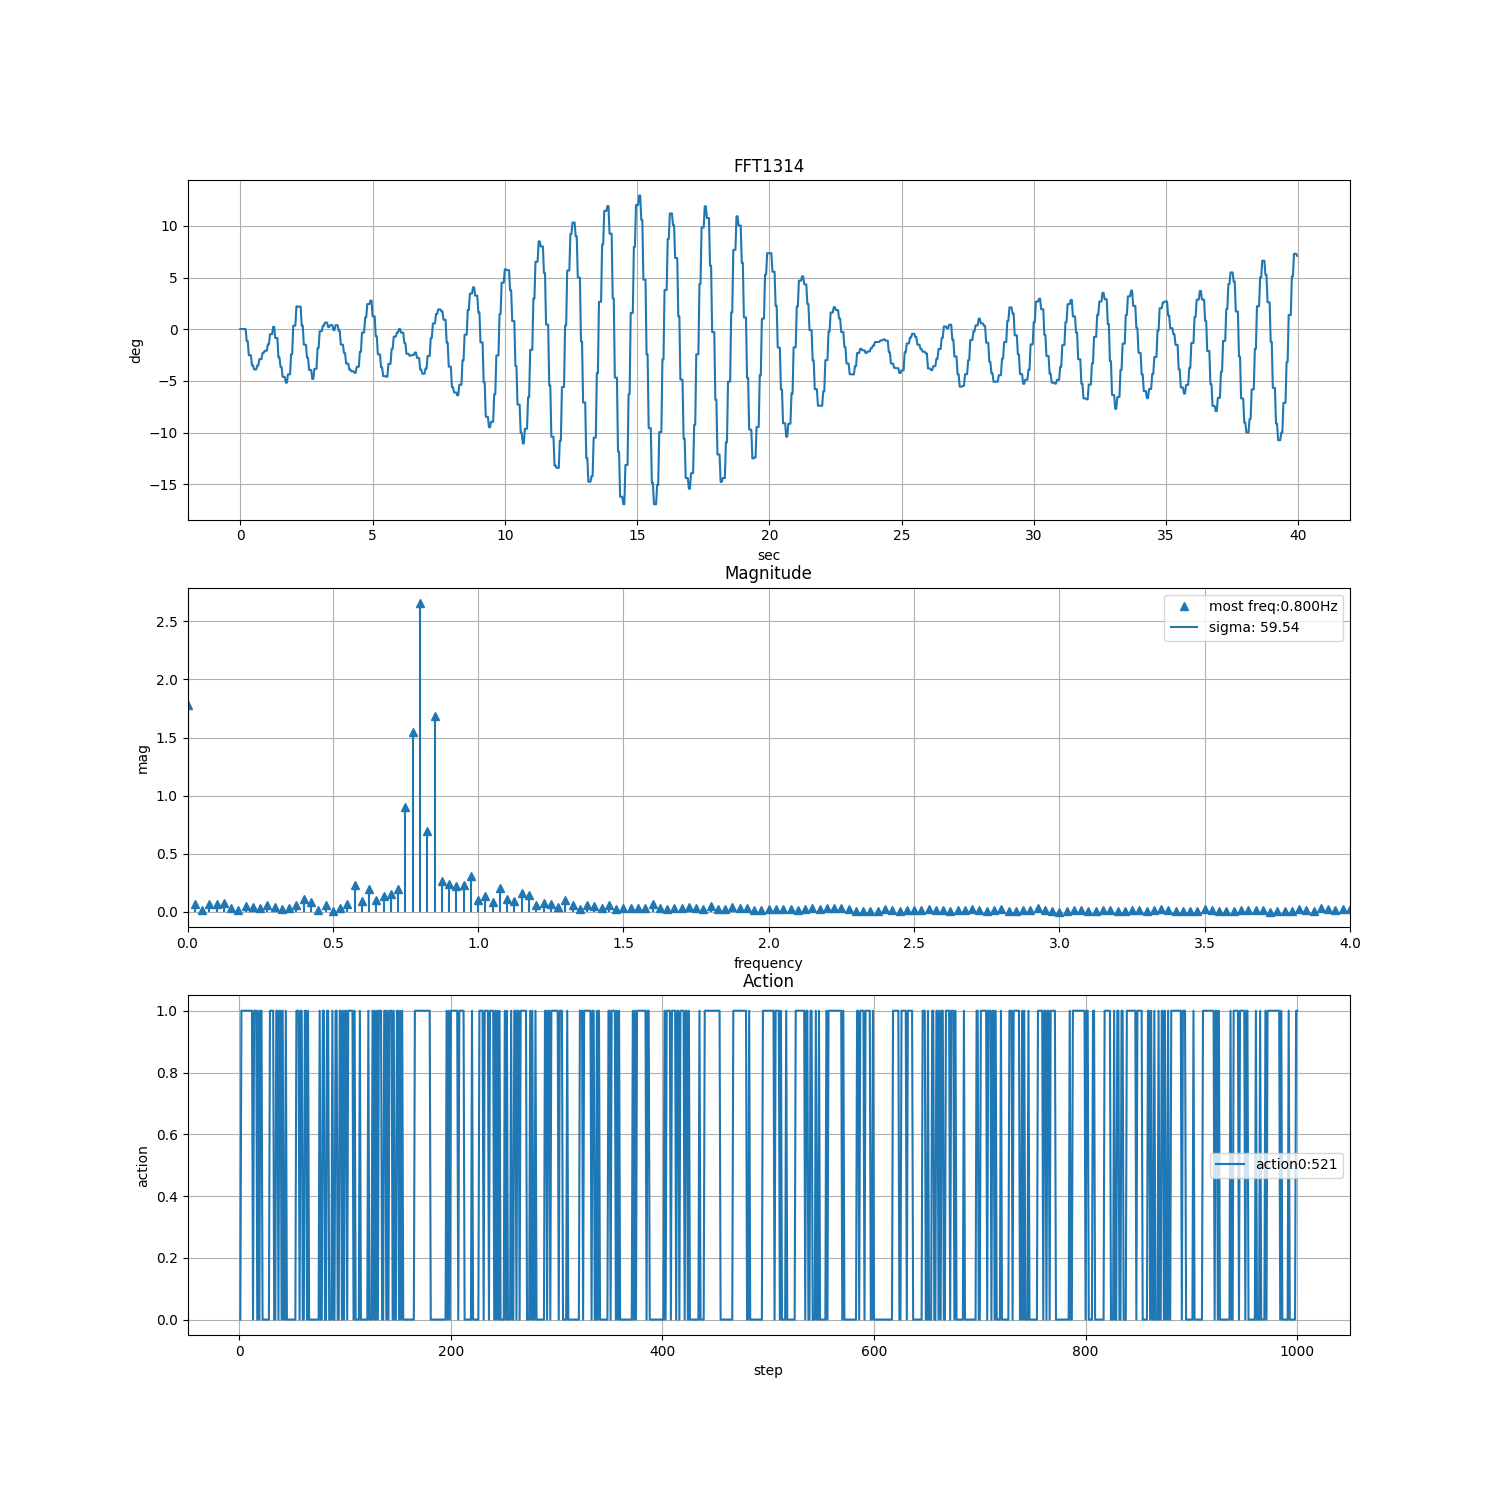 FFT1314
10
5
0
−5
−10
−15
deg
0 5 10 15 20 25 30 35 40
sec
Magnitude
most freq:0.800Hz
sigma: 59.54
2.5
2.0
1.5
1.0
0.5
0.0
mag
0.0 0.5 1.0 1.5 2.0 2.5 3.0 3.5 4.0
frequency
Action
1.0
0.8
0.6
0.4
0.2
0.0
action
action0:521
0 200 400 600 800 1000
step